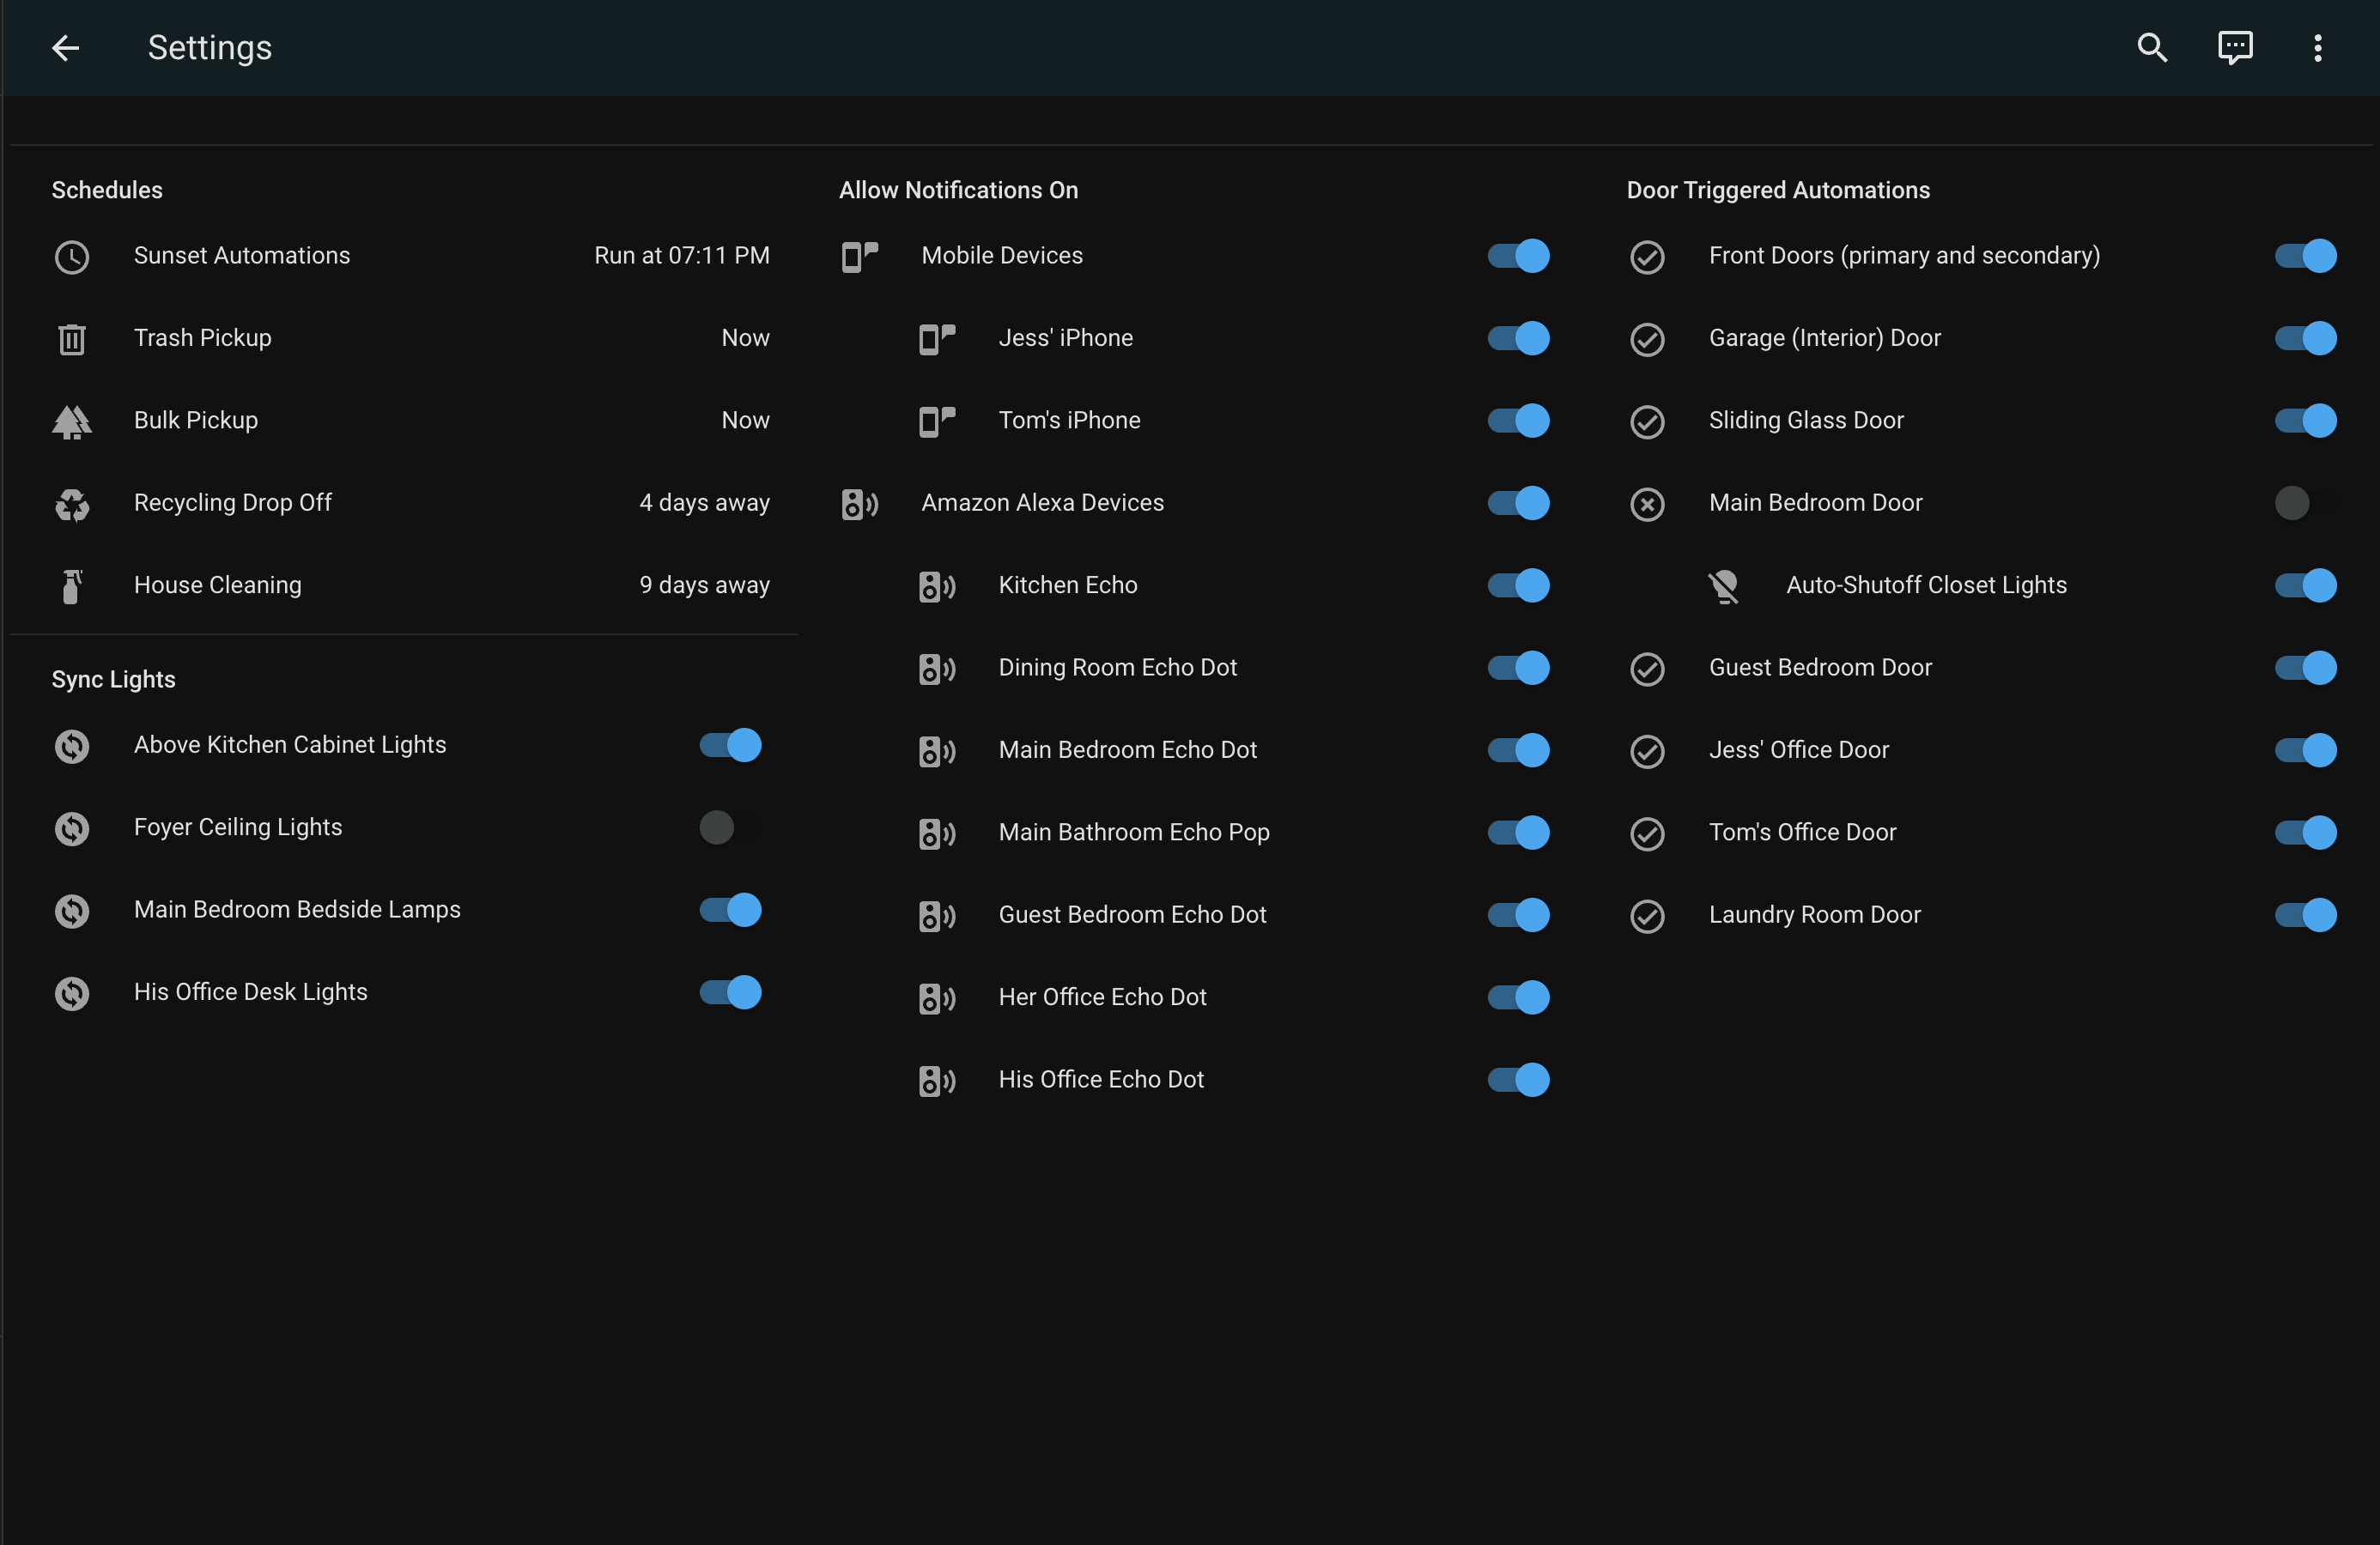 Settings
Schedules
Sunset Automations Run at 07:11 PM
Trash Pickup Now
Bulk Pickup Now
Recycling Drop Off 4 days away
House Cleaning 9 days away
Sync Lights
Above Kitchen Cabinet Lights
Foyer Ceiling Lights
Main Bedroom Bedside Lamps
His Office Desk Lights
Allow Notifications On
Mobile Devices
Jess' iPhone
Tom's iPhone
Amazon Alexa Devices
Kitchen Echo
Dining Room Echo Dot
Main Bedroom Echo Dot
Main Bathroom Echo Pop
Guest Bedroom Echo Dot
Her Office Echo Dot
His Office Echo Dot
Door Triggered Automations
Front Doors (primary and secondary)
Garage (Interior) Door
Sliding Glass Door
Main Bedroom Door
Auto-Shutoff Closet Lights
Guest Bedroom Door
Jess' Office Door
Tom's Office Door
Laundry Room Door